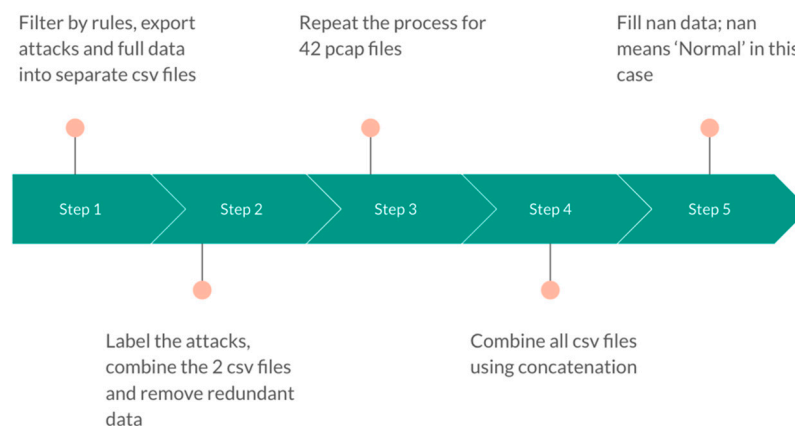 Filter by rules, export
attacks and full data
into separate csv files
Repeat the process for
42 pcap files
Fill nan data; nan
means ‘Normal’ in this
case
Step 1
Step 2
Step 3
Step 4
Step 5
Label the attacks,
combine the 2 csv files
and remove redundant
data
Combine all csv files
using concatenation